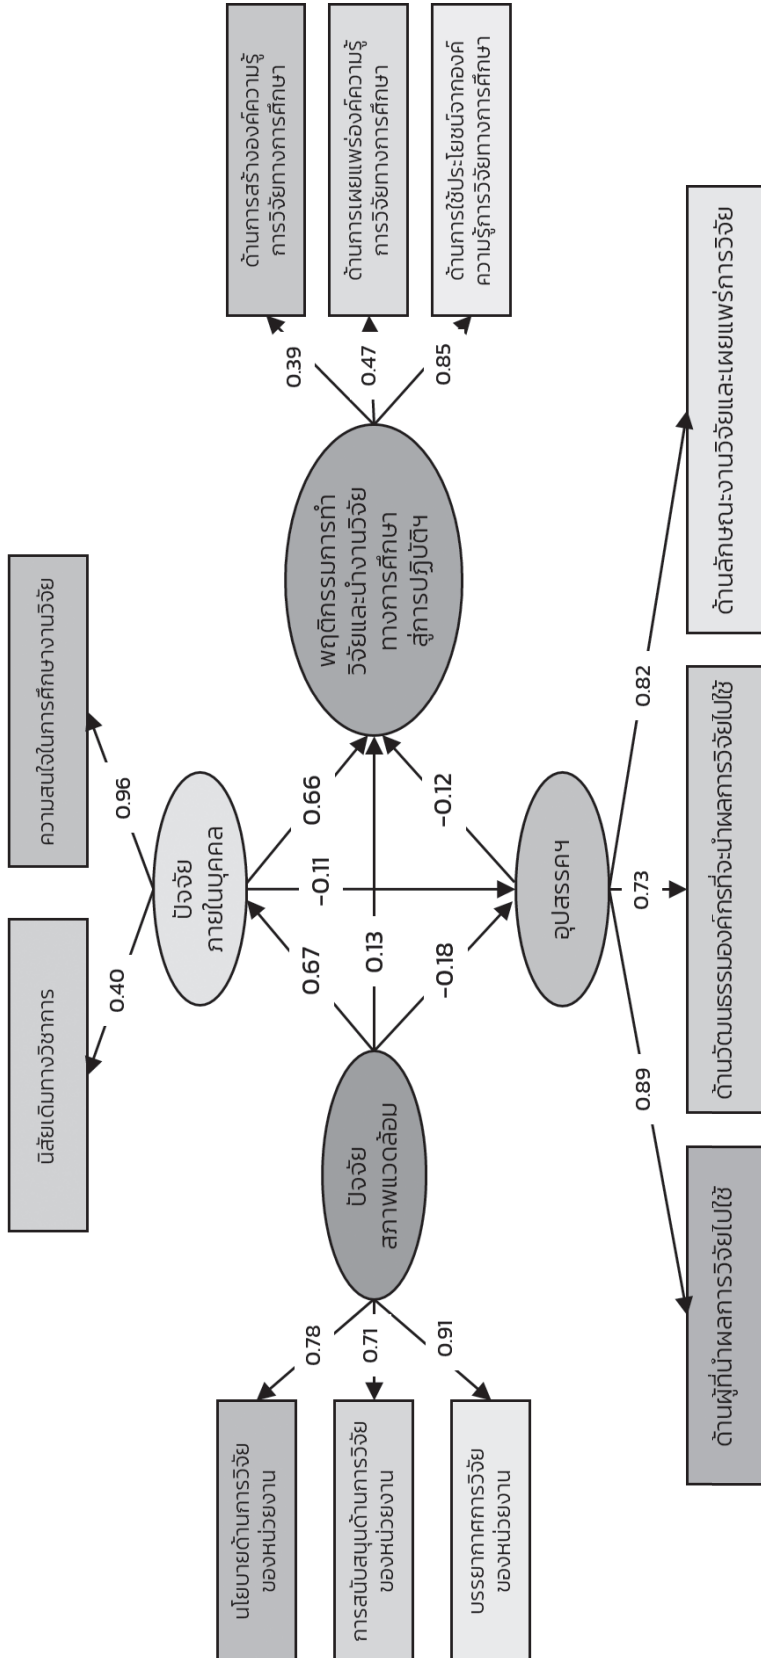 นิสัยเดิมทางวิชาการ
ความสนใจในการศึกษางานวิจัย
0.40
0.96
ปัจจัย
ภายในบุคคล
นโยบายด้านการวิจัย
ของหน่วยงาน
การสนับสนุนด้านการวิจัย
ของหน่วยงาน
บรรยากาศการวิจัย
ของหน่วยงาน
0.78
0.71
0.91
ปัจจัย
สภาพแวดล้อม
0.67
0.13
-0.18
-0.11
0.66
-0.12
พฤติกรรมการทำ
วิจัยและนำงานวิจัย
ทางการศึกษา
สู่การปฏิบัติฯ
0.39
0.47
0.85
ด้านการสร้างองค์ความรู้
การวิจัยทางการศึกษา
ด้านการเผยแพร่องค์ความรู้
การวิจัยทางการศึกษา
ด้านการใช้ประโยชน์จากองค์
ความรู้การวิจัยทางการศึกษา
อุปสรรคฯ
0.89
0.73
0.82
ด้านผู้ที่นำผลการวิจัยไปใช้
ด้านวัฒนธรรมองค์กรที่จะนำผลการวิจัยไปใช้
ด้านลักษณะงานวิจัยและเผยแพร่การวิจัย